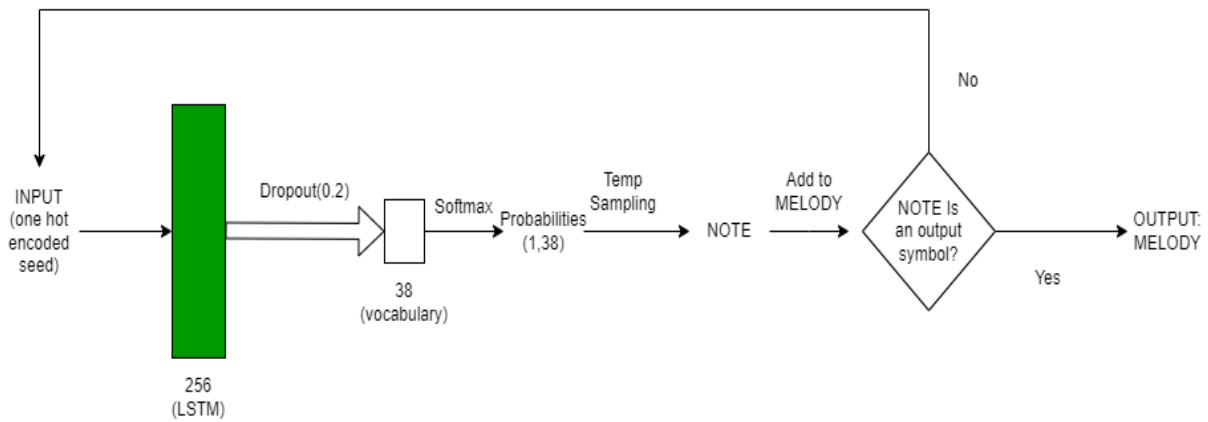 No
INPUT
(one hot
encoded
seed)
256
(LSTM)
Dropout(0.2)
38
(vocabulary)
Softmax
Probabilities
(1,38)
Temp
Sampling
NOTE
Add to
MELODY
NOTE Is
an output
symbol?
Yes
OUTPUT:
MELODY